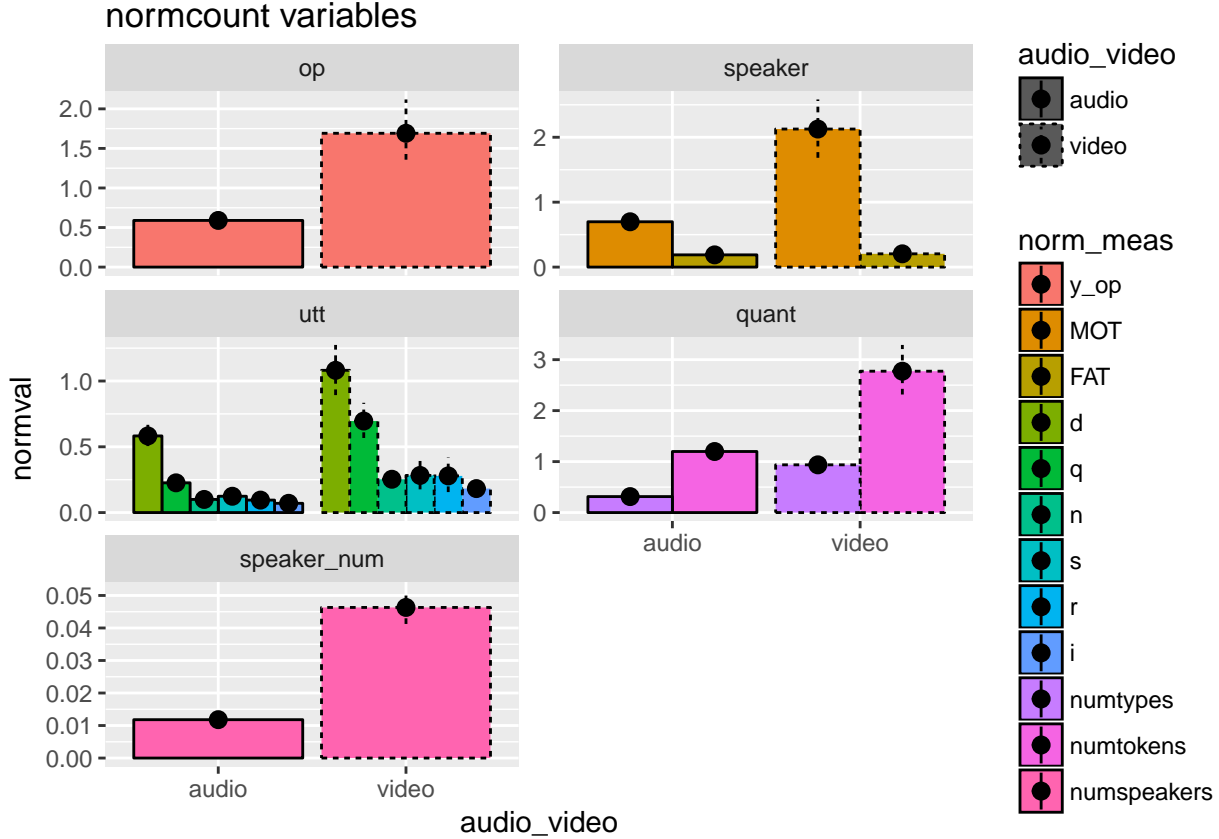 normcount variables
op
speaker
2.0
1.5
1.0
0.5
0.0
2
1
0
utt
quant
1.0
0.5
0.0
3
2
1
0
audio
video
speaker_num
0.05
0.04
0.03
0.02
0.01
0.00
audio
video
audio_video
normval
audio_video
audio
video
norm_meas
y_op
MOT
FAT
d
q
n
s
r
i
numtypes
numtokens
numspeakers